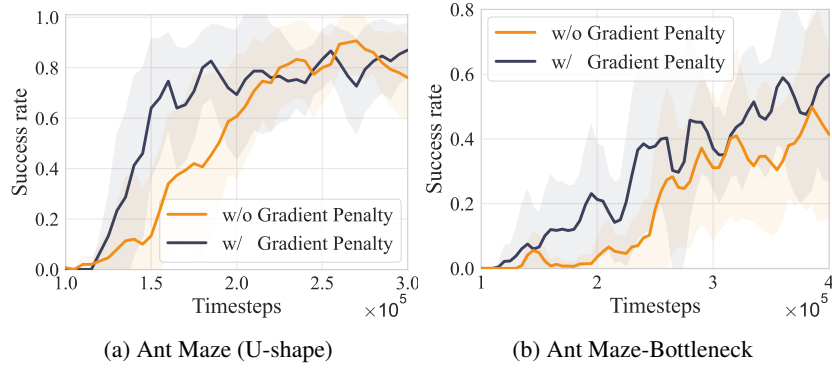 1.0
0.8
0.6
0.4
0.2
0.0
Success rate
w/o Gradient Penalty
w/ Gradient Penalty
1.0 1.5 2.0 2.5 3.0
Timesteps
×10^5
(a) Ant Maze (U-shape)
0.8
0.6
0.4
0.2
0.0
Success rate
w/o Gradient Penalty
w/ Gradient Penalty
1 2 3 4
Timesteps
×10^5
(b) Ant Maze-Bottleneck